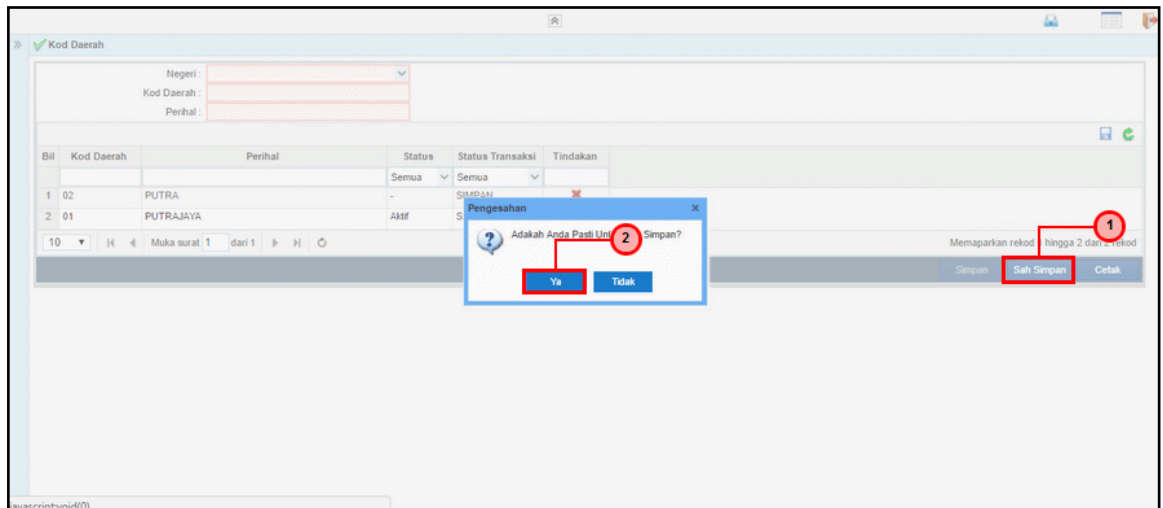 Kod Daerah
Negeri :
Kod Daerah :
Perihal :
Bil Kod Daerah Perihal Status Status Transaksi Tindakan
Semua Semua
1 02 PUTRA - SIMPAN
2 01 PUTRAJAYA Aktif
Pengesahan
Adakah Anda Pasti Simpan?
2
Ya Tidak
10 Muka surat 1 dari 1
Memaparkan rekod hingga 2 dari 2 rekod
1
Simpan Sah Simpan Cetak
javascript:void(0)